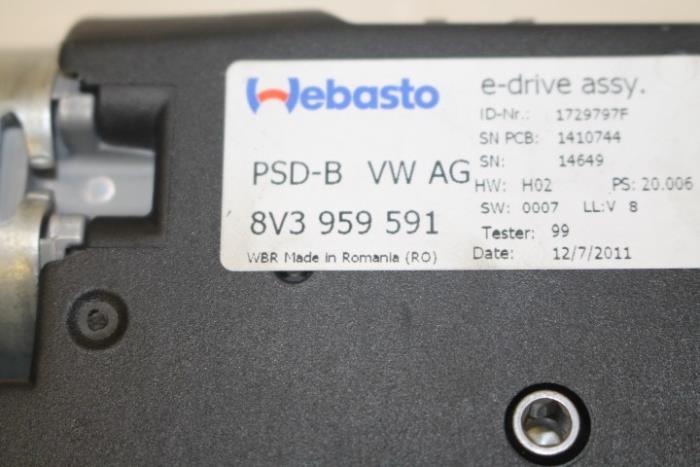 Webasto
e-drive assy.
ID-Nr.: 1729797F
SN PCB: 1410744
SN: 14649
PSD-B VW AG
HW: H02 PS: 20.006
8V3 959 591
SW: 0007 LL:V 8
Tester: 99
WBR Made in Romania (RO)
Date: 12/7/2011